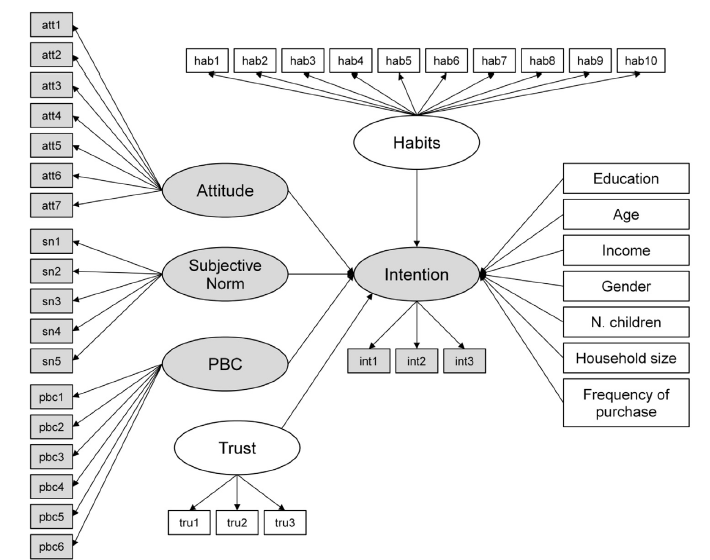 att1
att2
att3
att4
att5
att6
att7
sn1
sn2
sn3
sn4
sn5
pbc1
pbc2
pbc3
pbc4
pbc5
pbc6
Attitude
Subjective
Norm
PBC
Trust
tru1 tru2 tru3
hab1 hab2 hab3 hab4 hab5 hab6 hab7 hab8 hab9 hab10
Habits
Intention
int1 int2 int3
Education
Age
Income
Gender
N. children
Household size
Frequency of
purchase